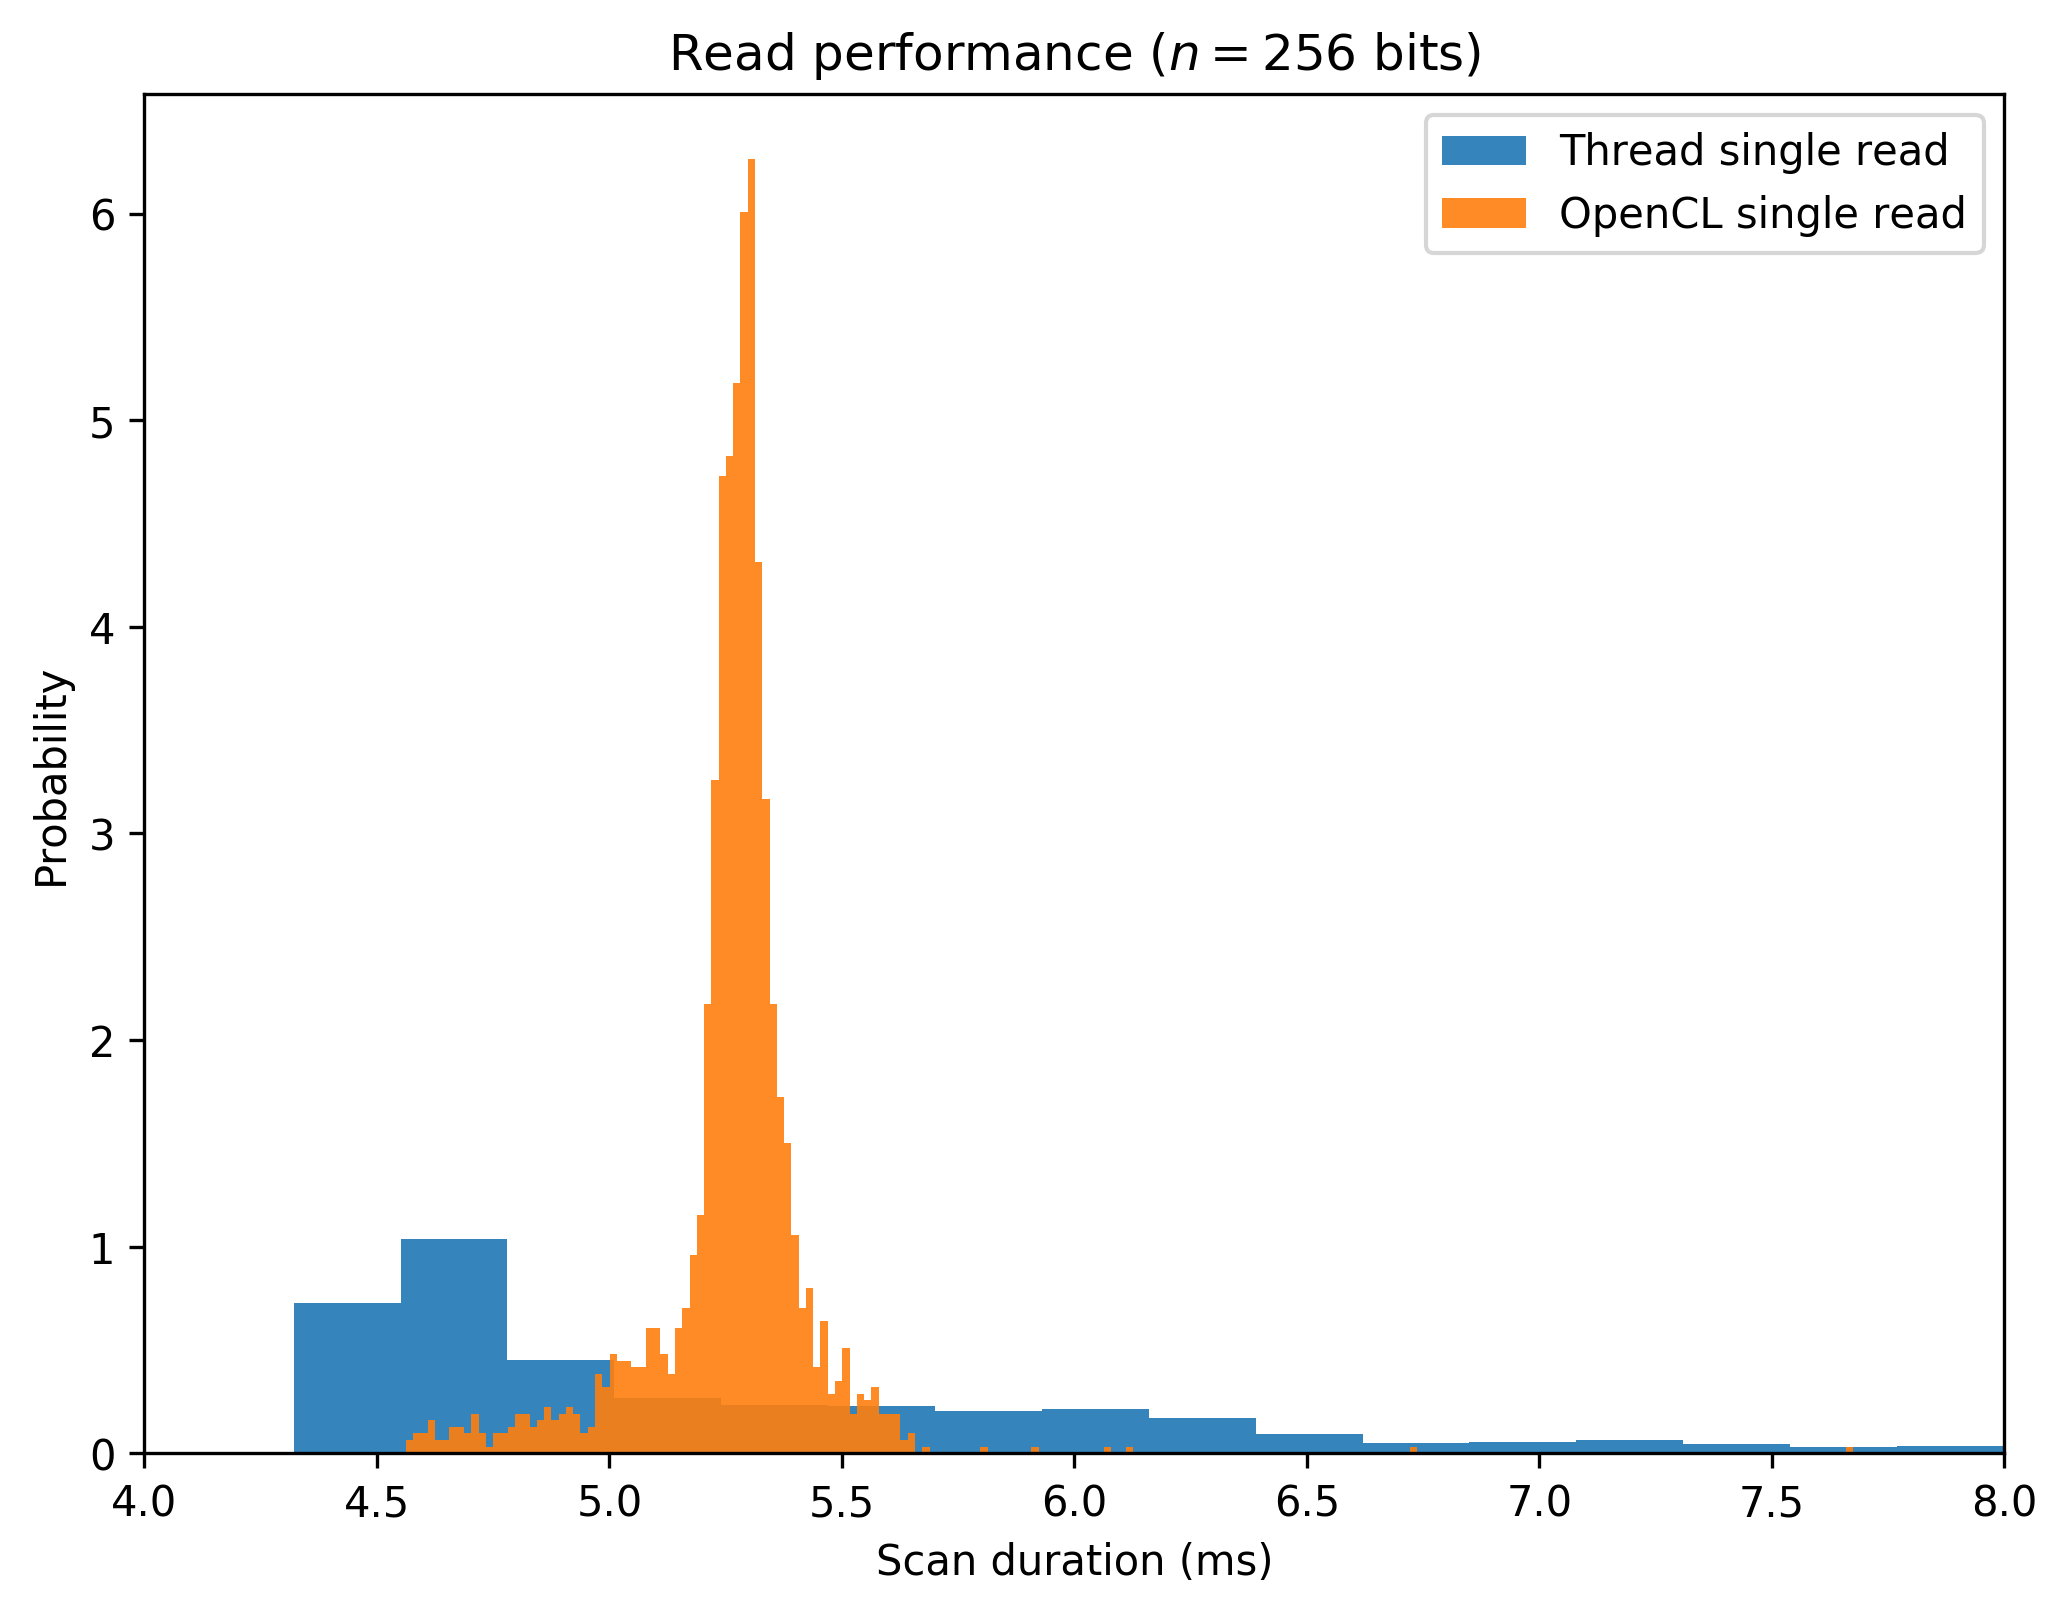 Read performance (n = 256 bits)
Thread single read
OpenCL single read
Probability
6
5
4
3
2
1
0
4.0 4.5 5.0 5.5 6.0 6.5 7.0 7.5 8.0
Scan duration (ms)